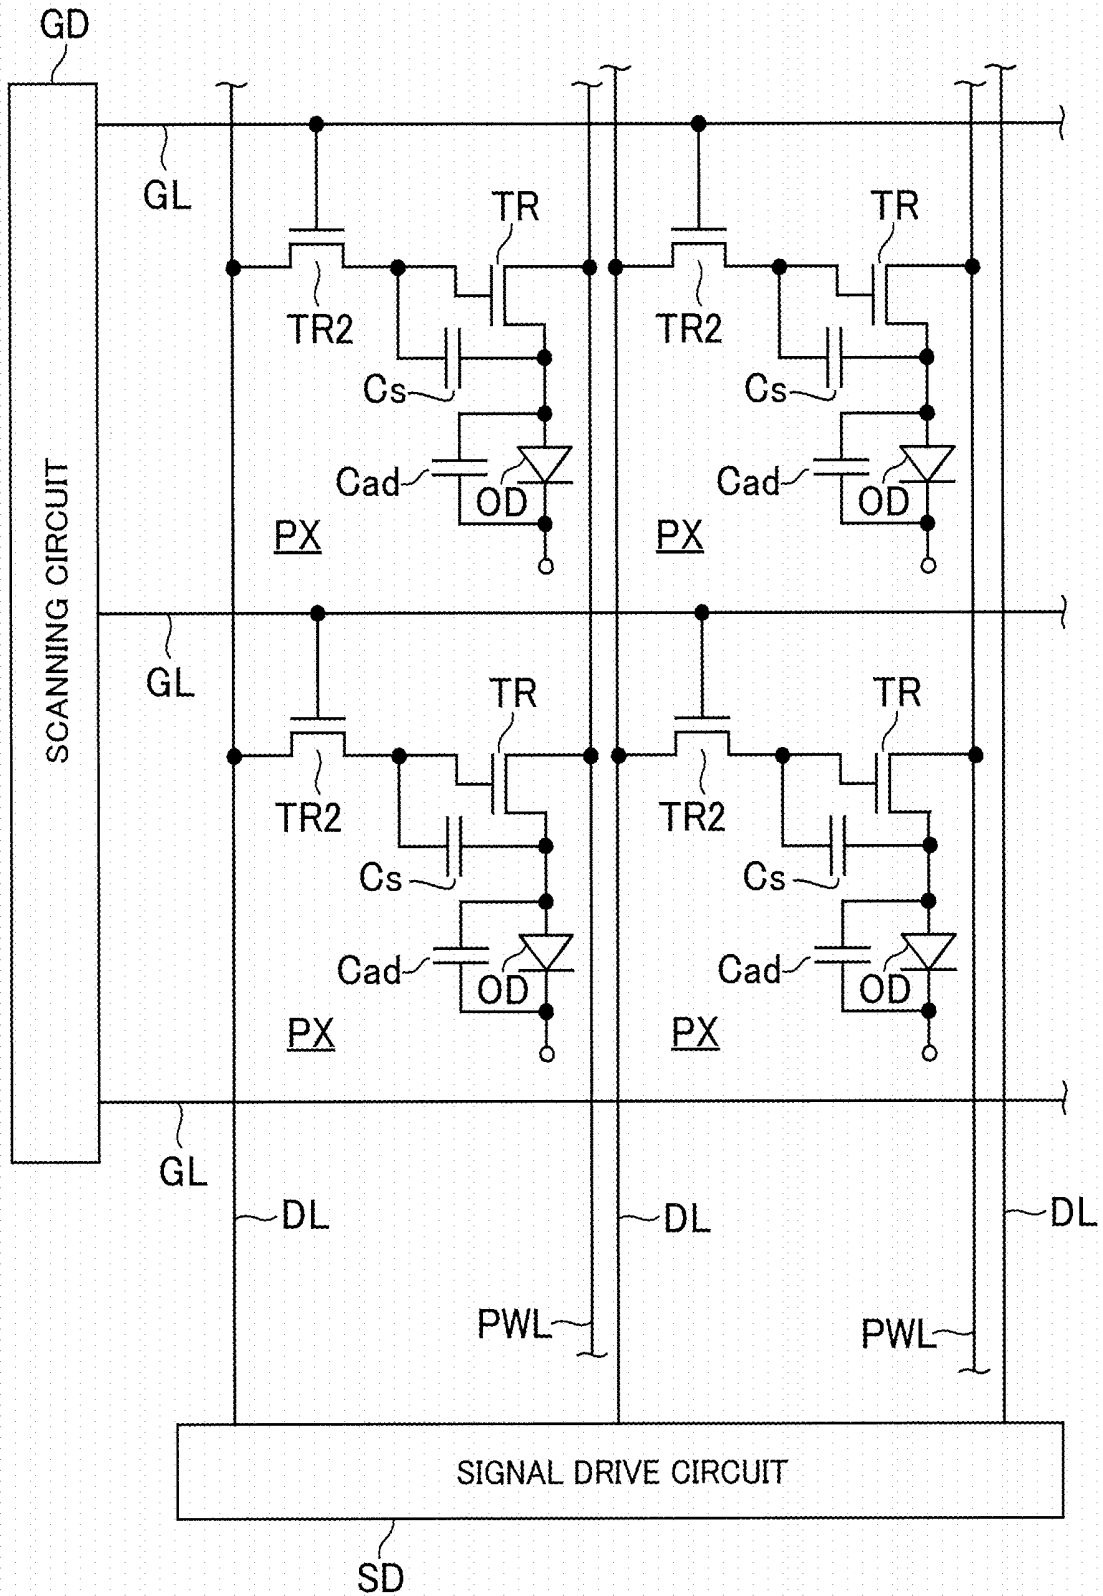 GD
GL
TR
TR
TR2
TR2
Cs
Cs
Cad
OD
Cad
OD
PX
PX
SCANNING CIRCUIT
GL
TR
TR
TR2
TR2
Cs
Cs
Cad
OD
Cad
OD
PX
PX
GL
DL
DL
DL
PWL
PWL
SIGNAL DRIVE CIRCUIT
SD